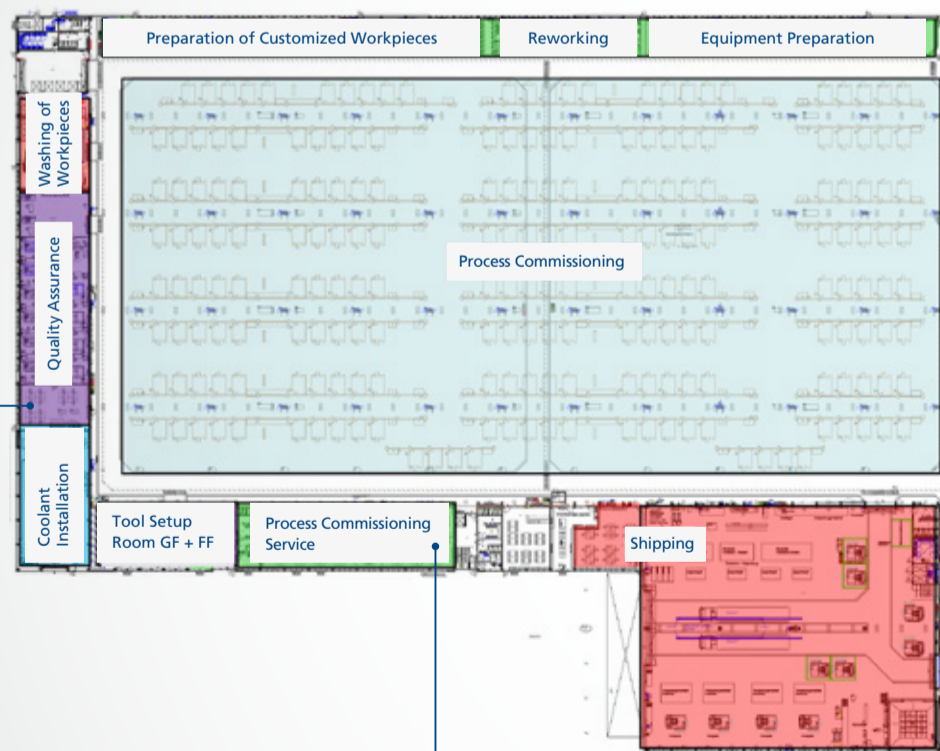 Preparation of Customized Workpieces
Reworking
Equipment Preparation
Washing of
Workpieces
Process Commissioning
Quality Assurance
Coolant
Installation
Tool Setup
Room GF + FF
Process Commissioning
Service
Shipping